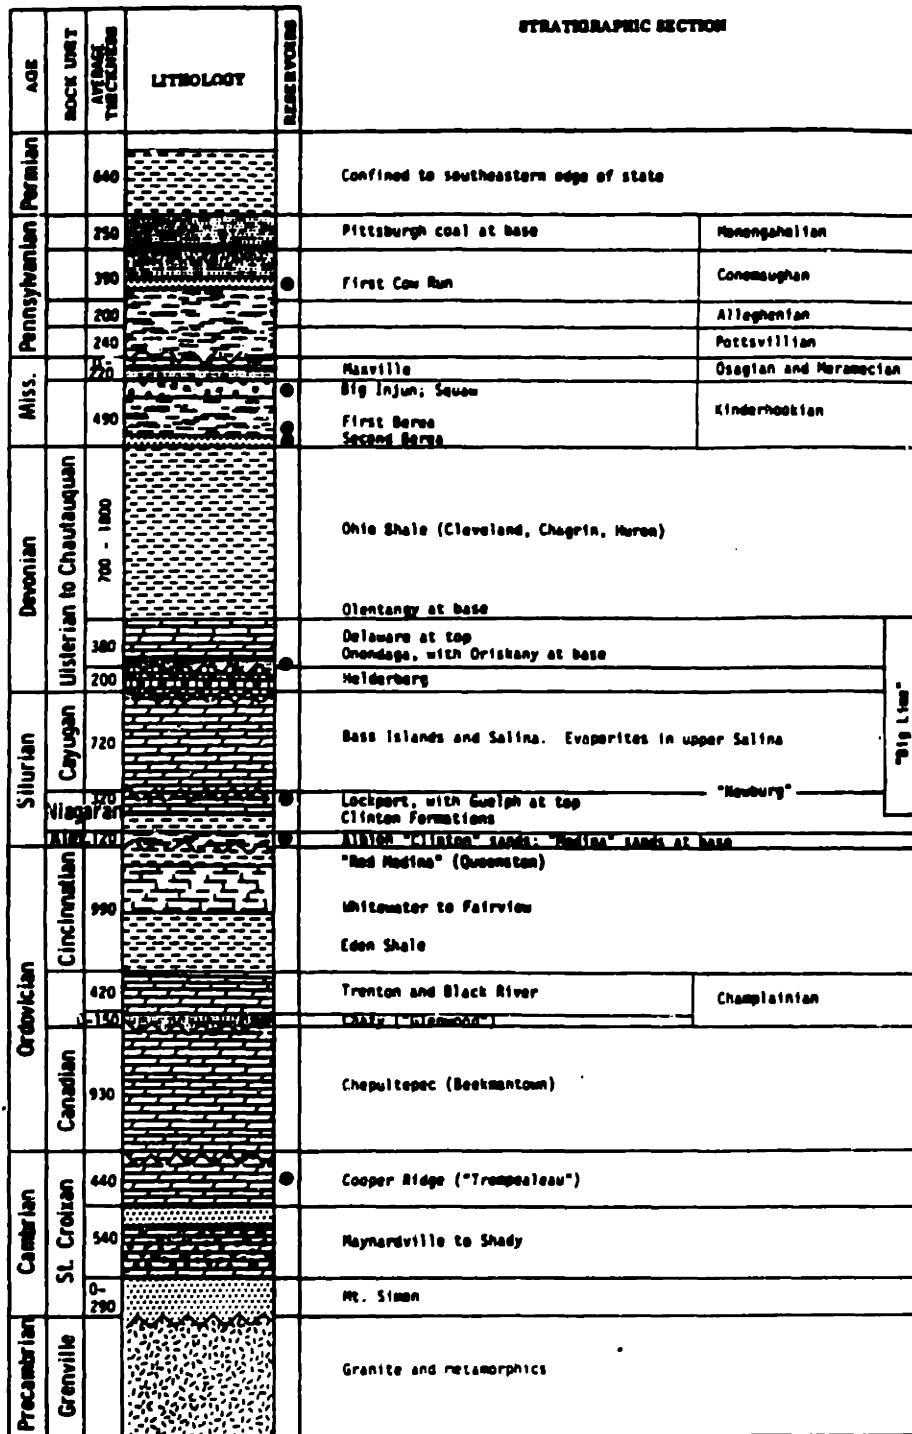 STRATIGRAPHIC SECTION
AGE
ROCK UNIT
AVERAGE THICKNESS
LITHOLOGY
RESERVOIRS
Permian
640
Confined to southeastern edge of state
Pennsylvanian
250
Pittsburgh coal at base
Monongahelian
390
First Cow Run
Conemaughan
200
Alleghenian
240
Pottsvillian
Miss.
0-
220
Maxville
Osagian and Meramecian
Big Injun; Squaw
490
Kinderhookian
First Berea
Second Berea
Devonian
Ulsterian to Chautauquan
700 - 1800
Ohio Shale (Cleveland, Chagrin, Huron)
Olentangy at base
380
Delaware at top
Onondaga, with Oriskany at base
200
Helderberg
"Big Lime"
Silurian
Cayugan
720
Bass Islands and Salina. Evaporites in upper Salina
"Newburg"
Niagaran
320
Lockport, with Guelph at top
Clinton Formations
120
Albion "Clinton" sands; "Medina" sands at base
Ordovician
Cincinnatian
990
"Red Medina" (Queenston)
Whitewater to Fairview
Eden Shale
420
Trenton and Black River
Champlainian
0-150
Chazy ("Glenwood")
Canadian
930
Chepultepec (Beekmantown)
Cambrian
St. Croixan
440
Cooper Ridge ("Trempealeau")
540
Maynardville to Shady
0-
290
Mt. Simon
Precambrian
Grenville
Granite and metamorphics